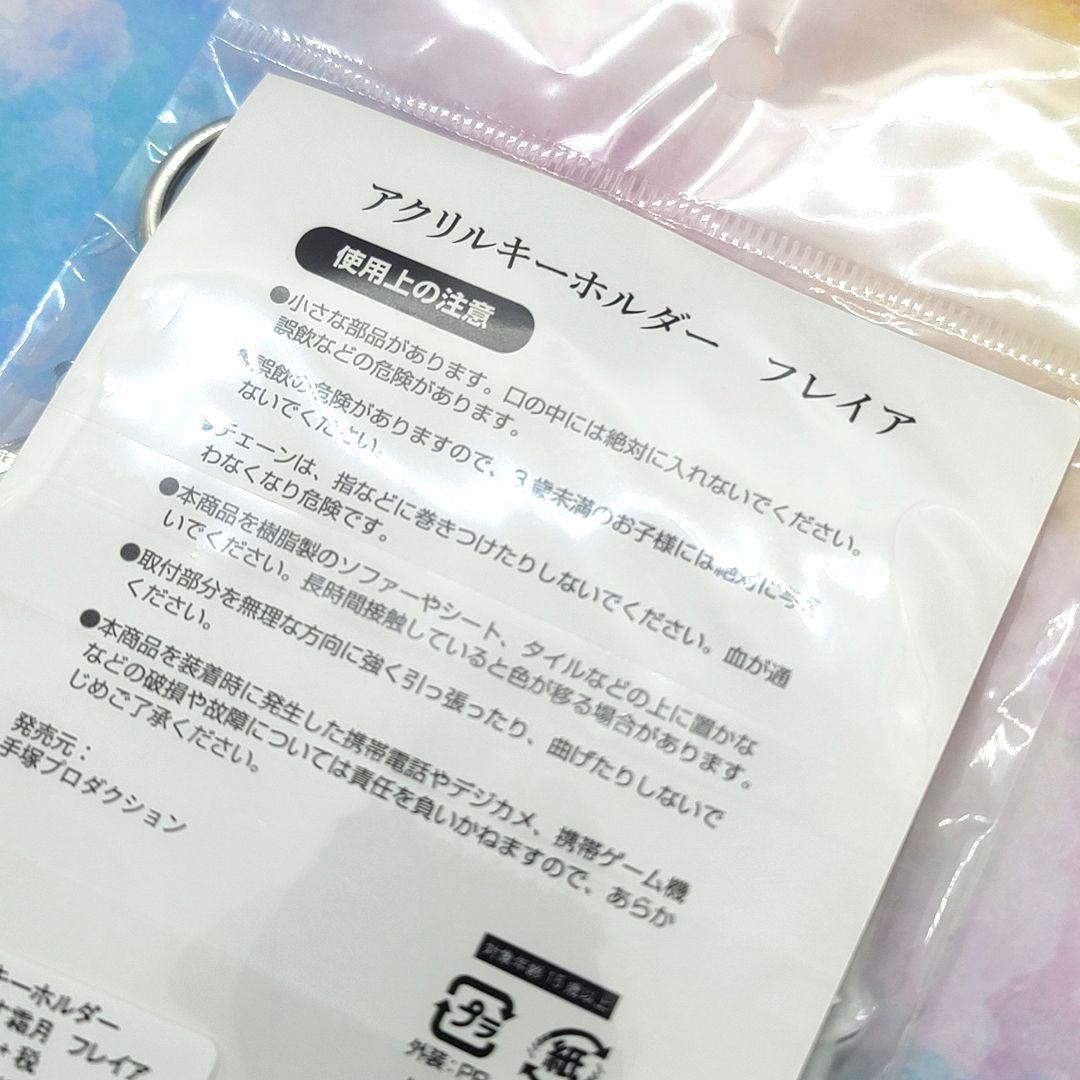 アクリルキーホルダー　フレイア
使用上の注意
●小さな部品があります。口の中には絶対に入れないでください。
誤飲などの危険があります。
●誤飲の危険がありますので、3歳未満のお子様には絶対に与え
ないでください。
●チェーンは、指などに巻きつけたりしないでください。血が通
わなくなり危険です。
●本商品を樹脂製のソファーやシート、タイルなどの上に置かな
いでください。長時間接触していると色が移る場合があります。
●取付部分を無理な方向に強く引っ張ったり、曲げたりしないで
ください。
●本商品を装着時に発生した携帯電話やデジカメ、携帯ゲーム機
などの破損や故障については責任を負いかねますので、あらか
じめご了承ください。
発売元：
手塚プロダクション
対象年齢15歳以上
プラ
紙
外装：PP
キーホルダー
霜月 フレイア
+税